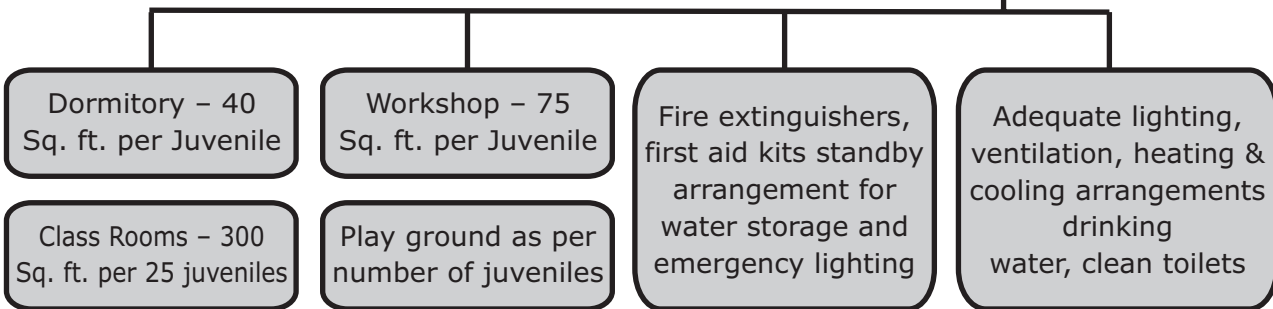 Dormitory – 40
Sq. ft. per Juvenile
Workshop – 75
Sq. ft. per Juvenile
Fire extinguishers,
first aid kits standby
arrangement for
water storage and
emergency lighting
Adequate lighting,
ventilation, heating &
cooling arrangements
drinking
water, clean toilets
Class Rooms – 300
Sq. ft. per 25 juveniles
Play ground as per
number of juveniles